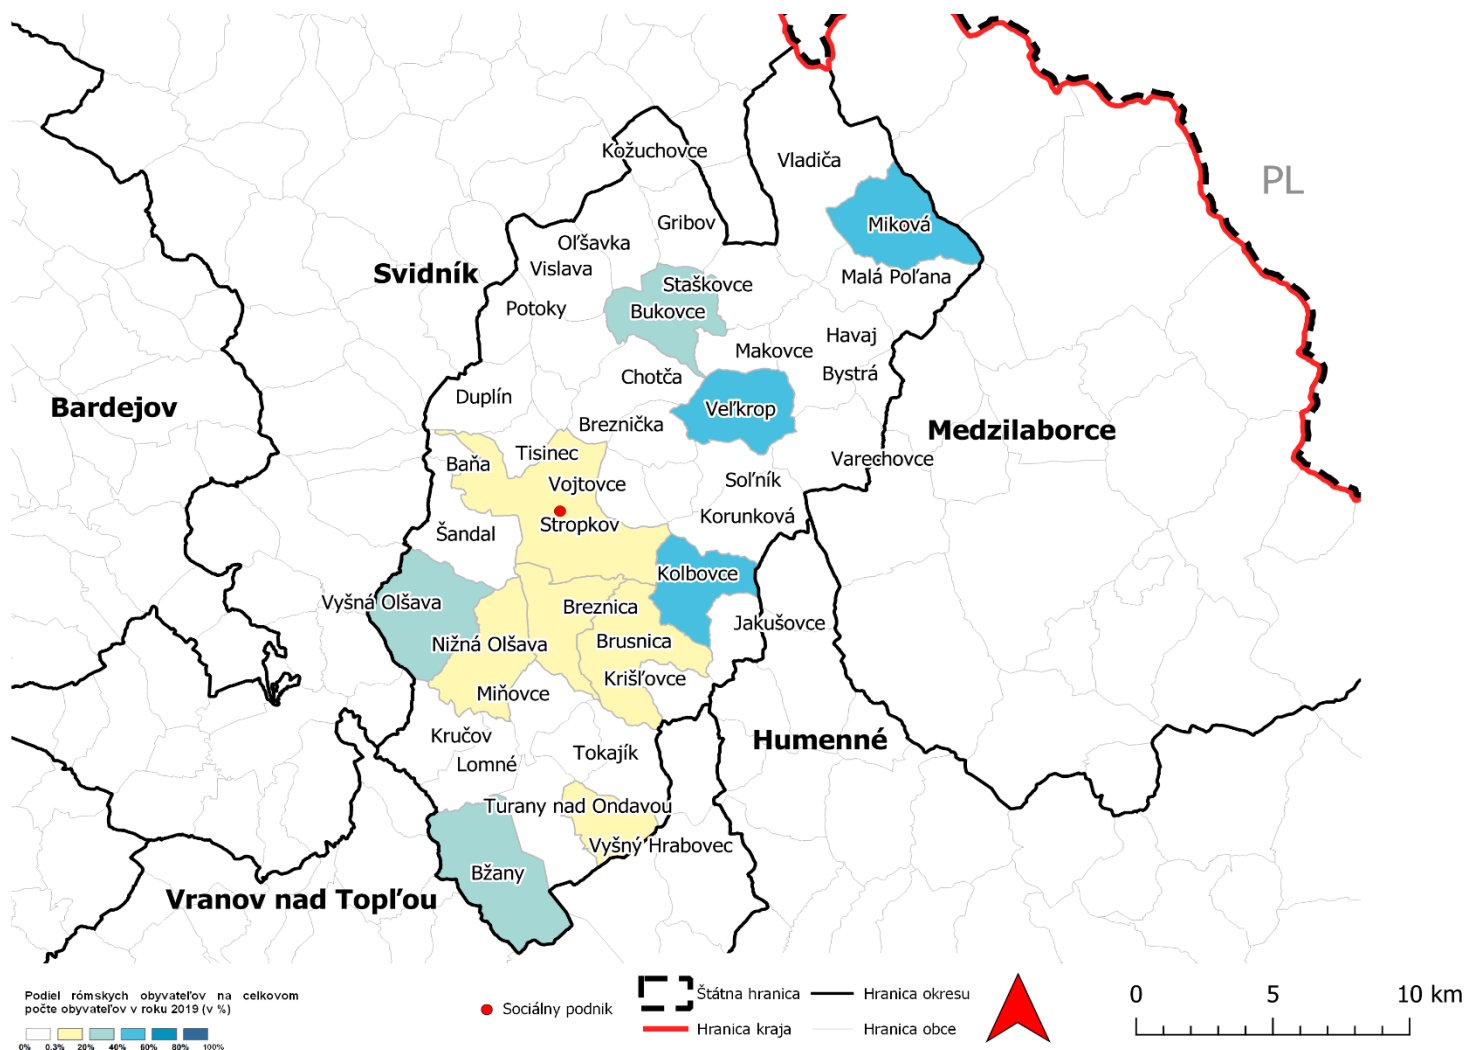 Kožuchovce
Vladiča
PL
Gribov
Miková
Oľšavka
Svidník
Vislava
Malá Poľana
Staškovce
Potoky
Bukovce
Havaj
Makovce
Chotča
Bystrá
Duplín
Bardejov
Veľkrop
Breznička
Medzilaborce
Tisinec
Baňa
Varechovce
Vojtovce
Soľník
Korunková
Stropkov
Šandal
Kolbovce
Vyšná Olšava
Breznica
Jakušovce
Nižná Olšava
Brusnica
Krišľovce
Miňovce
Kručov
Humenné
Tokajík
Lomné
Turany nad Ondavou
Vyšný Hrabovec
Bžany
Vranov nad Topľou
Podiel rómskych obyvateľov na celkovom
počte obyvateľov v roku 2019 (v %)
0% 0.3% 20% 40% 60% 80% 100%
Sociálny podnik
Štátna hranica
Hranica kraja
Hranica okresu
Hranica obce
0 5 10 km